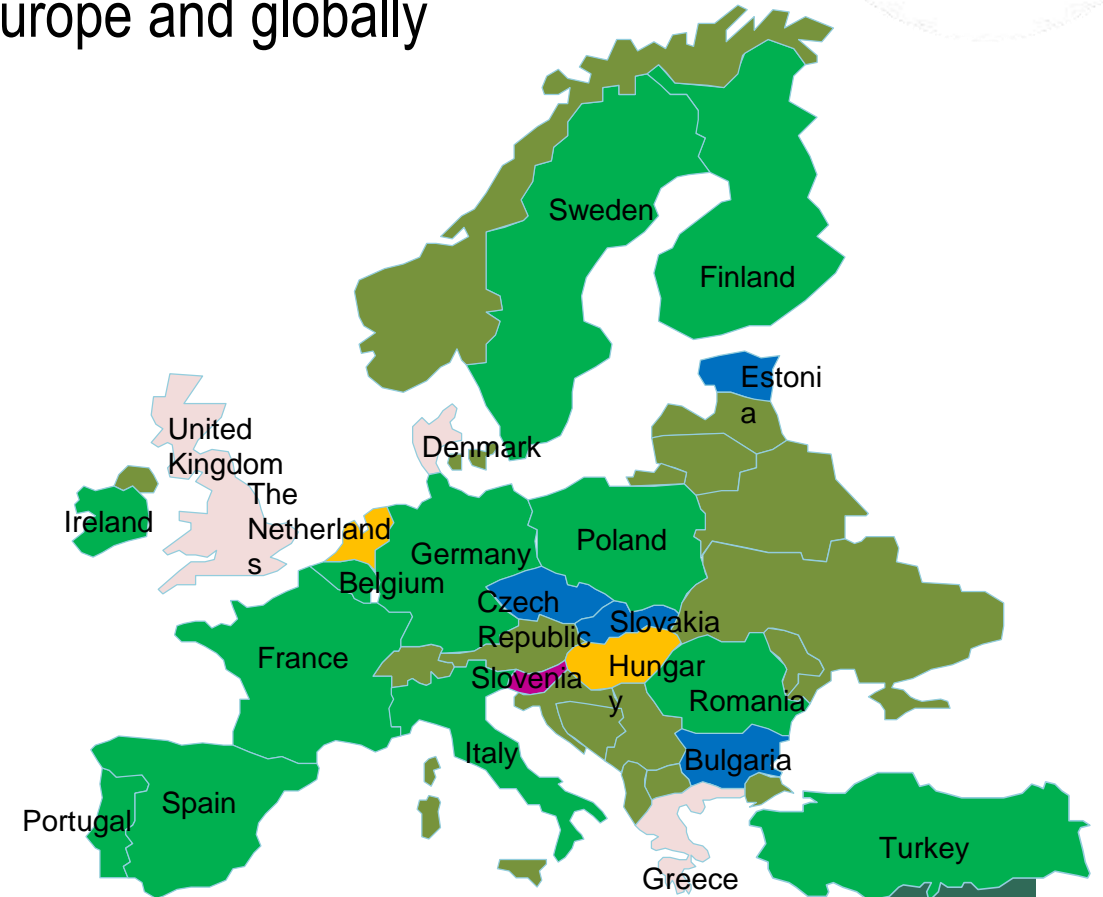 urope and globally
Sweden
Finland
Estoni
a
United
Kingdom
Denmark
The
Netherland
s
Ireland
Germany
Poland
Belgium
Czech
Republic
Slovakia
France
Hungar
y
Slovenia
Romania
Italy
Bulgaria
Spain
Portugal
Turkey
Greece